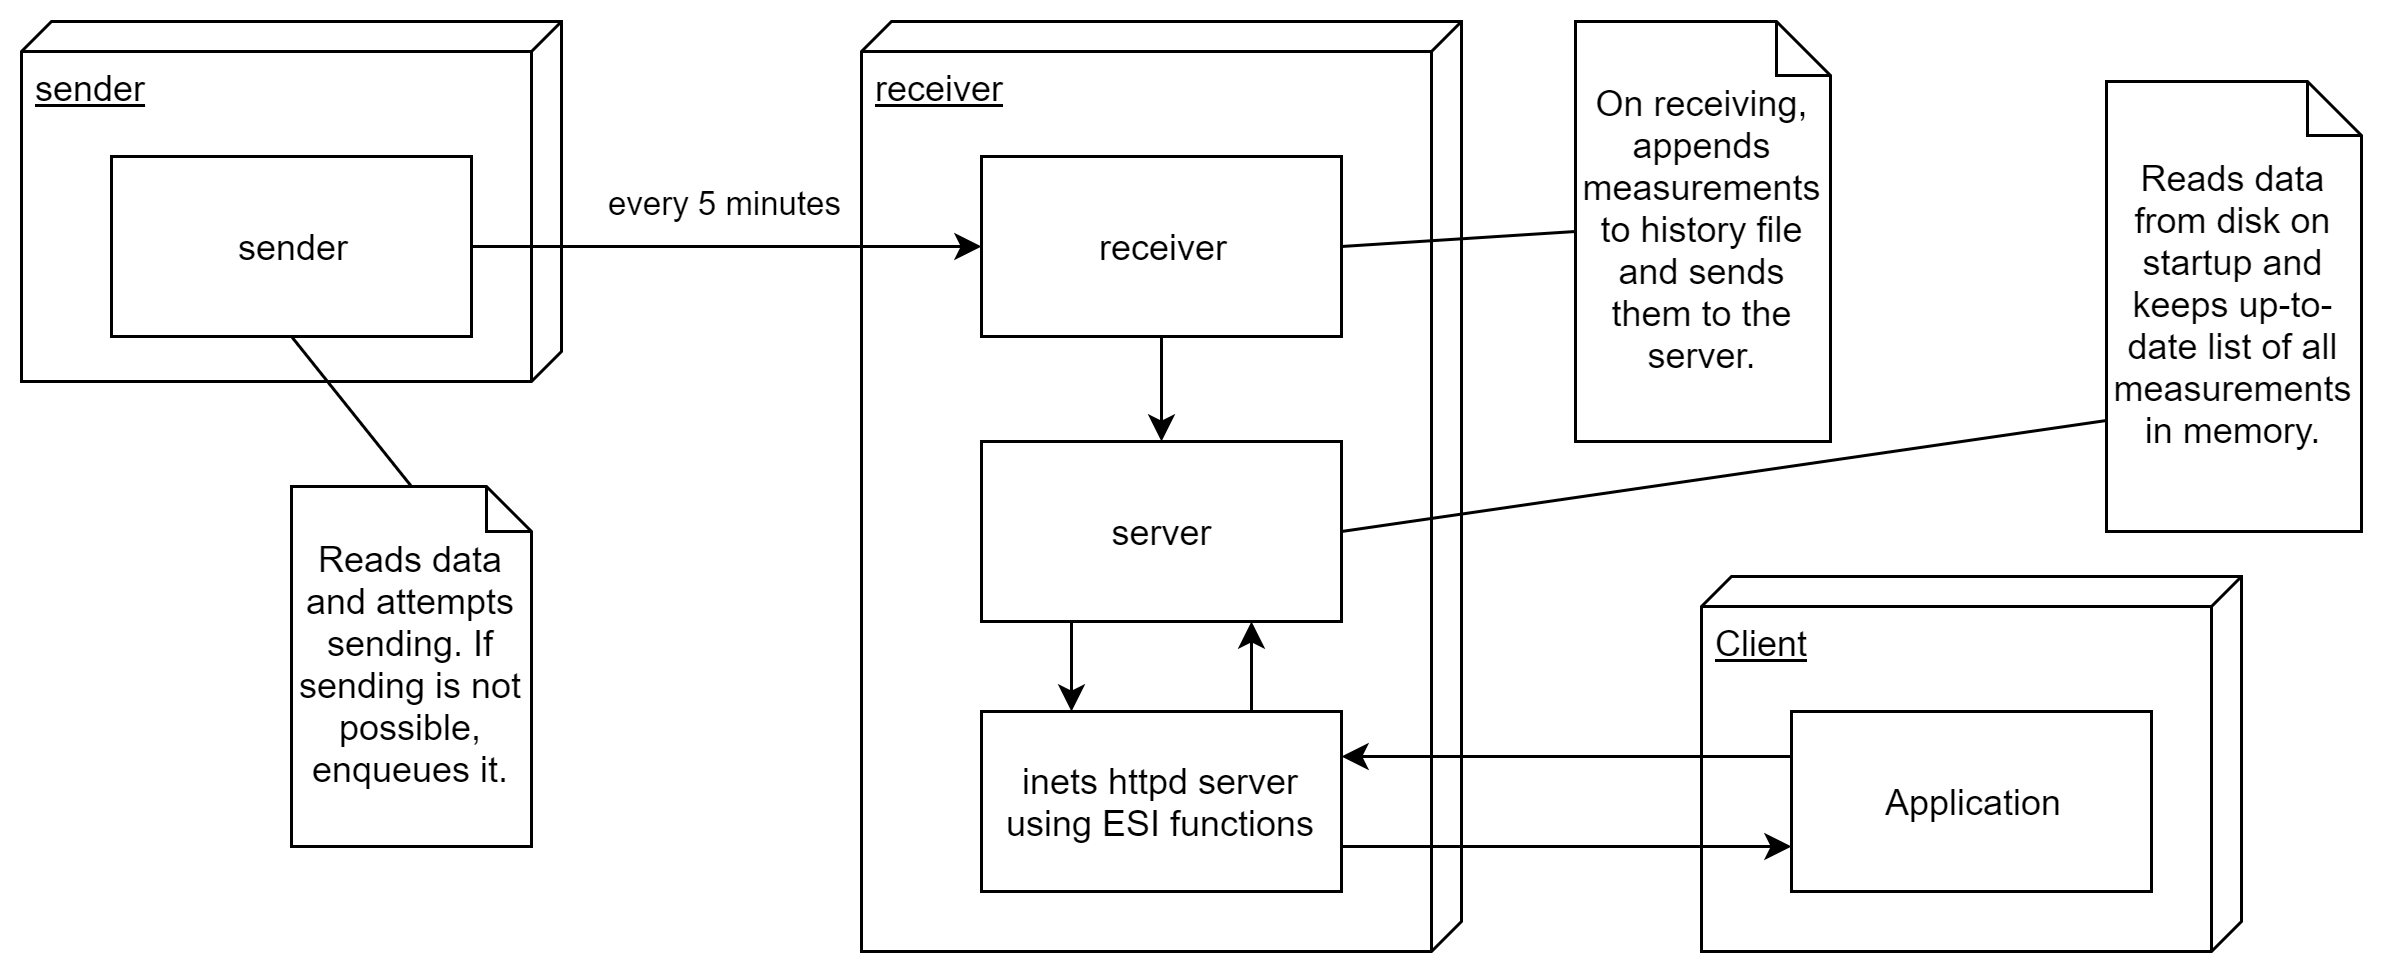 sender
sender
every 5 minutes
Reads data
and attempts
sending. If
sending is not
possible,
enqueues it.
receiver
receiver
server
inets httpd server
using ESI functions
On receiving,
appends
measurements
to history file
and sends
them to the
server.
Reads data
from disk on
startup and
keeps up-to-
date list of all
measurements
in memory.
Client
Application